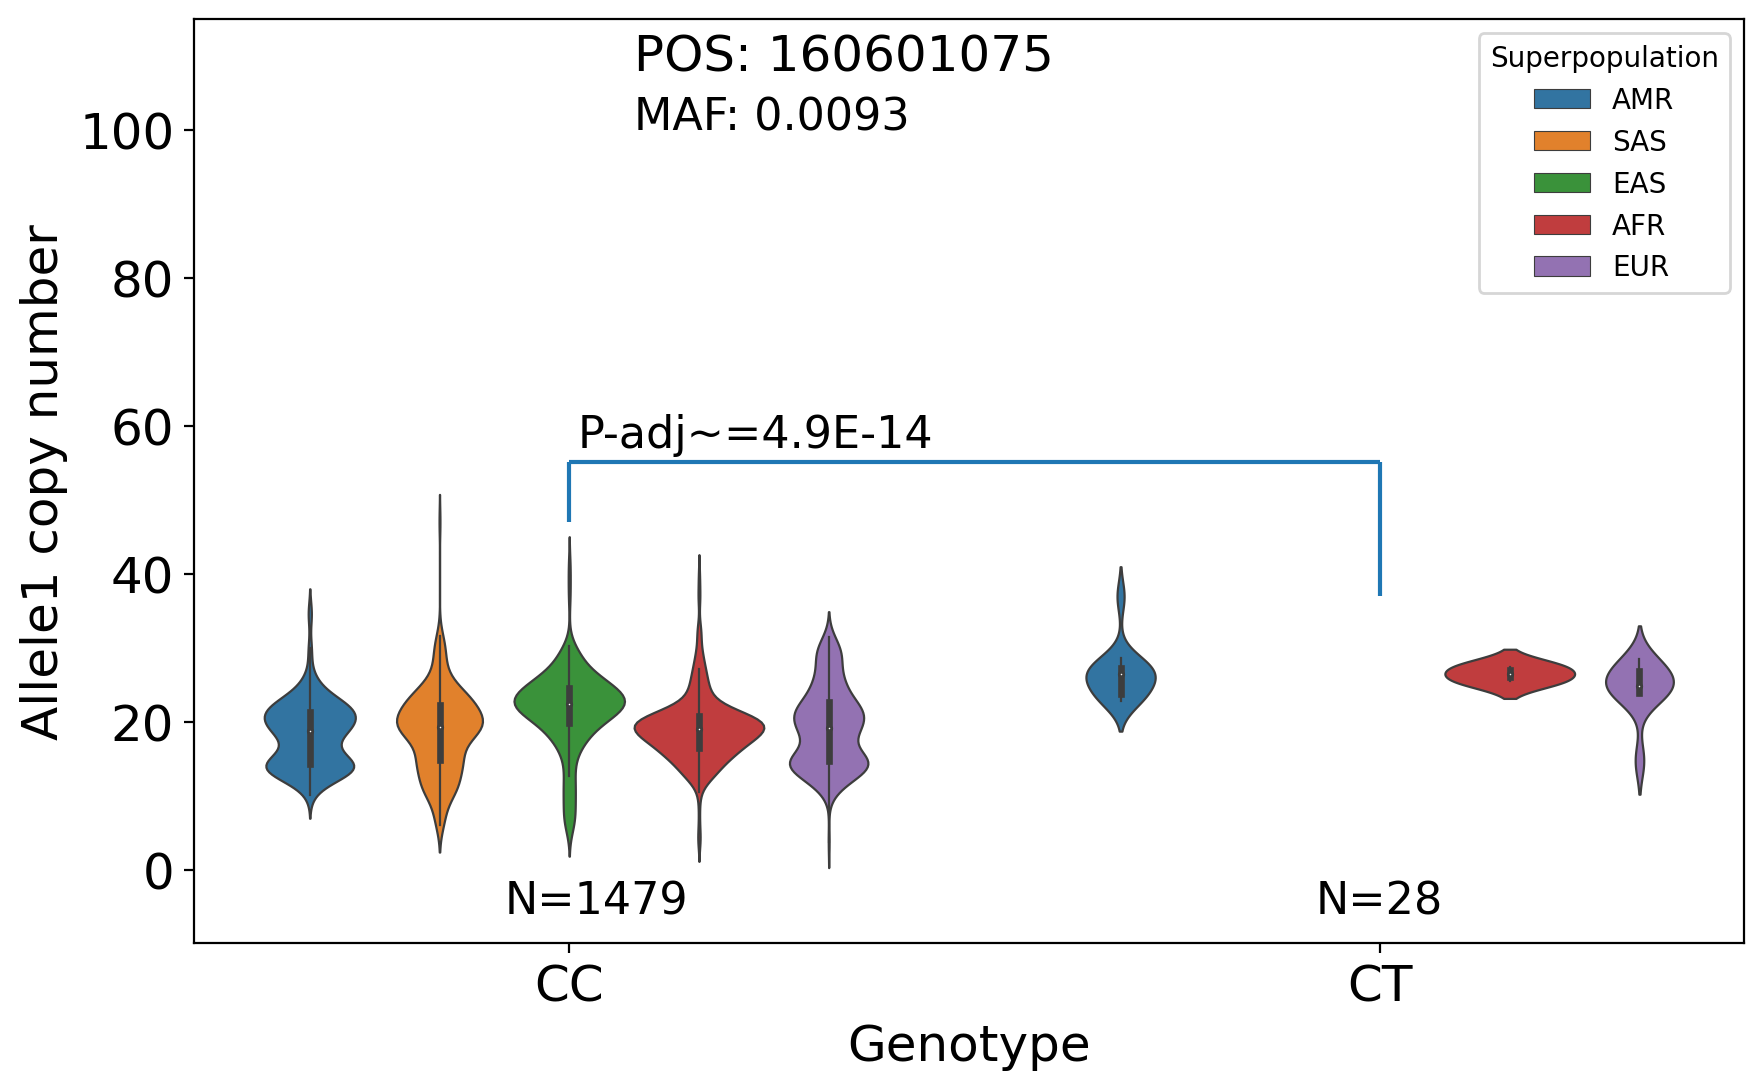 POS: 160601075
MAF: 0.0093
Superpopulation
AMR
SAS
EAS
AFR
EUR
Allele1 copy number
100
80
60
40
20
0
P-adj~=4.9E-14
N=1479
N=28
CC
CT
Genotype